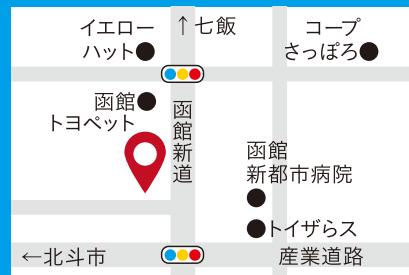 イエロー
ハット
↑七飯
コープ
さっぽろ
函館
トヨペット
函館新道
函館
新都市病院
トイザらス
←北斗市
産業道路